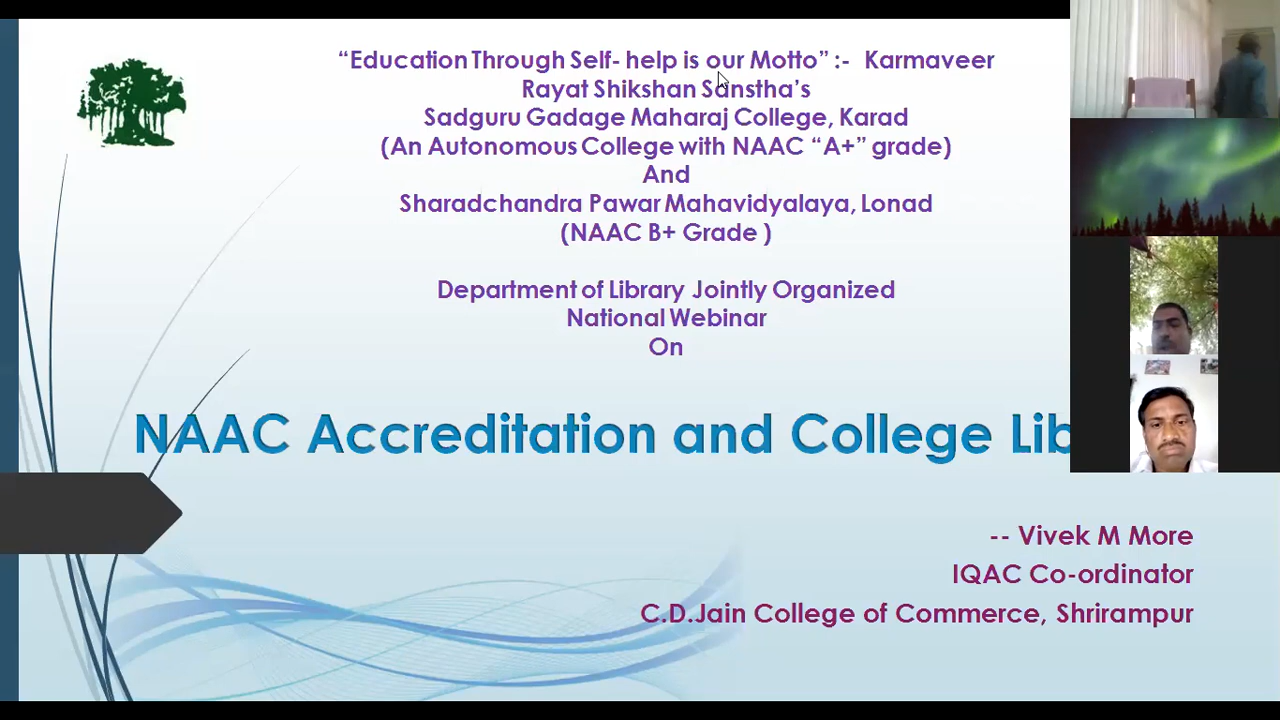 “Education Through Self- help is our Motto” :- Karmaveer
Rayat Shikshan Sanstha’s
Sadguru Gadage Maharaj College, Karad
(An Autonomous College with NAAC “A+” grade)
And
Sharadchandra Pawar Mahavidyalaya, Lonad
(NAAC B+ Grade )
Department of Library Jointly Organized
National Webinar
On
NAAC Accreditation and College Lib
-- Vivek M More
IQAC Co-ordinator
C.D.Jain College of Commerce, Shrirampur